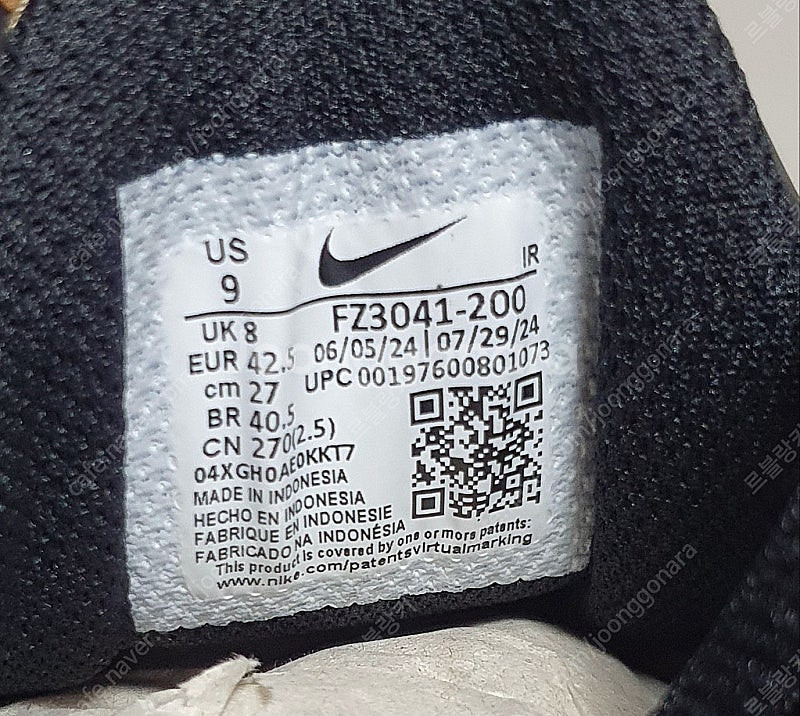 US
9
IR
FZ3041-200
UK 8
06/05/24 | 07/29/24
EUR 42.5
UPC 00197600801073
cm 27
BR 40.5
CN 270(2.5)
04XGH0AE0KKT7
MADE IN INDONESIA
HECHO EN INDONESIA
FABRIQUE EN INDONESIE
FABRICADO NA INDONÉSIA
This product is covered by one or more patents:
www.nike.com/patentsvirtualmarking